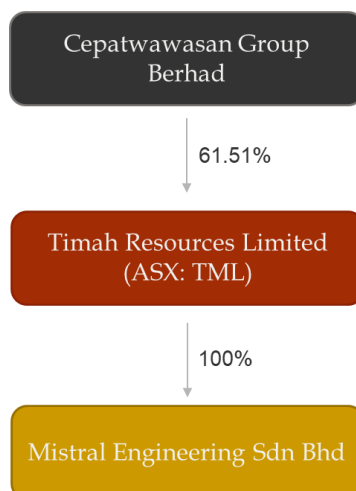 Cepatwawasan Group
Berhad
61.51%
Timah Resources Limited
(ASX: TML)
100%
Mistral Engineering Sdn Bhd